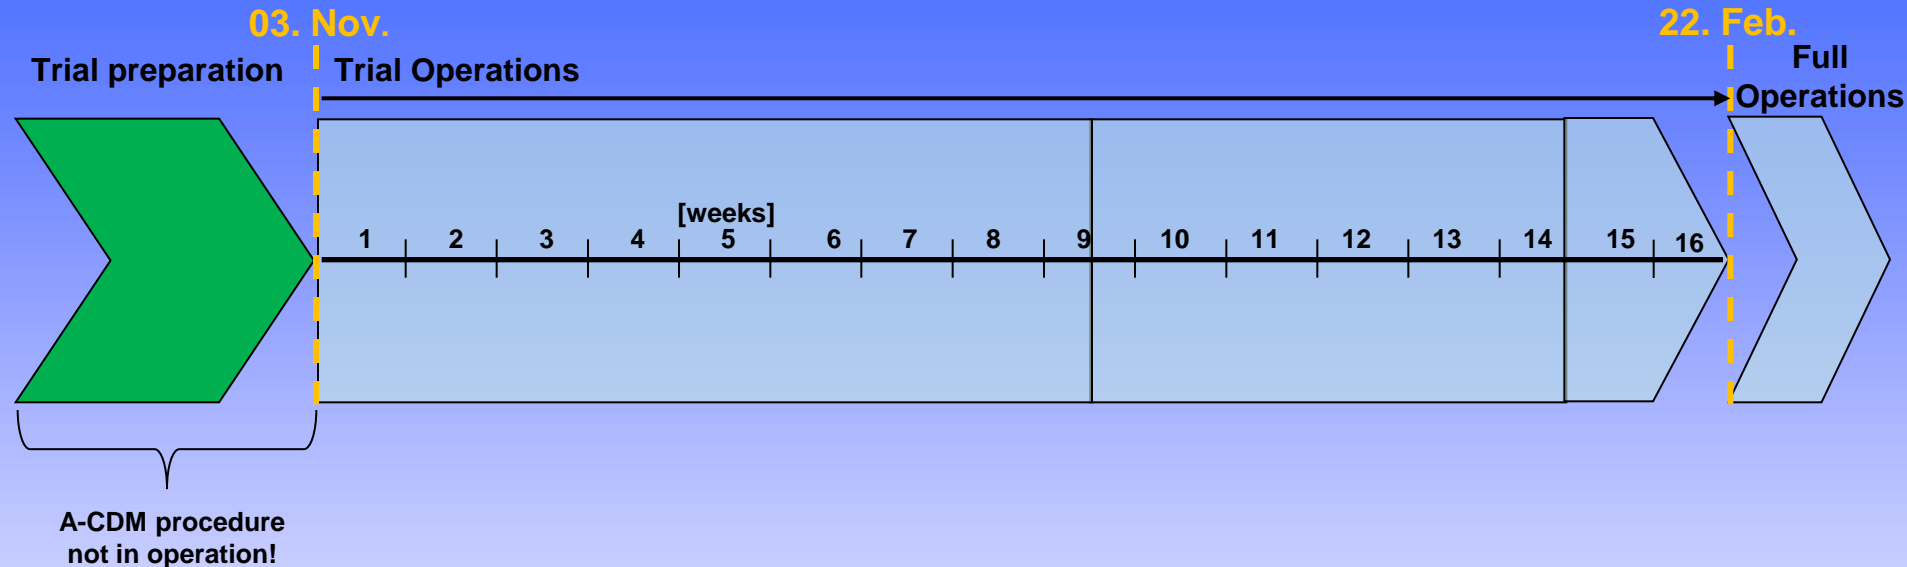 03. Nov.
22. Feb.
Trial preparation
Trial Operations
Full
Operations
[weeks]
1 2 3 4 5 6 7 8 9 10 11 12 13 14 15 16
A-CDM procedure
not in operation!